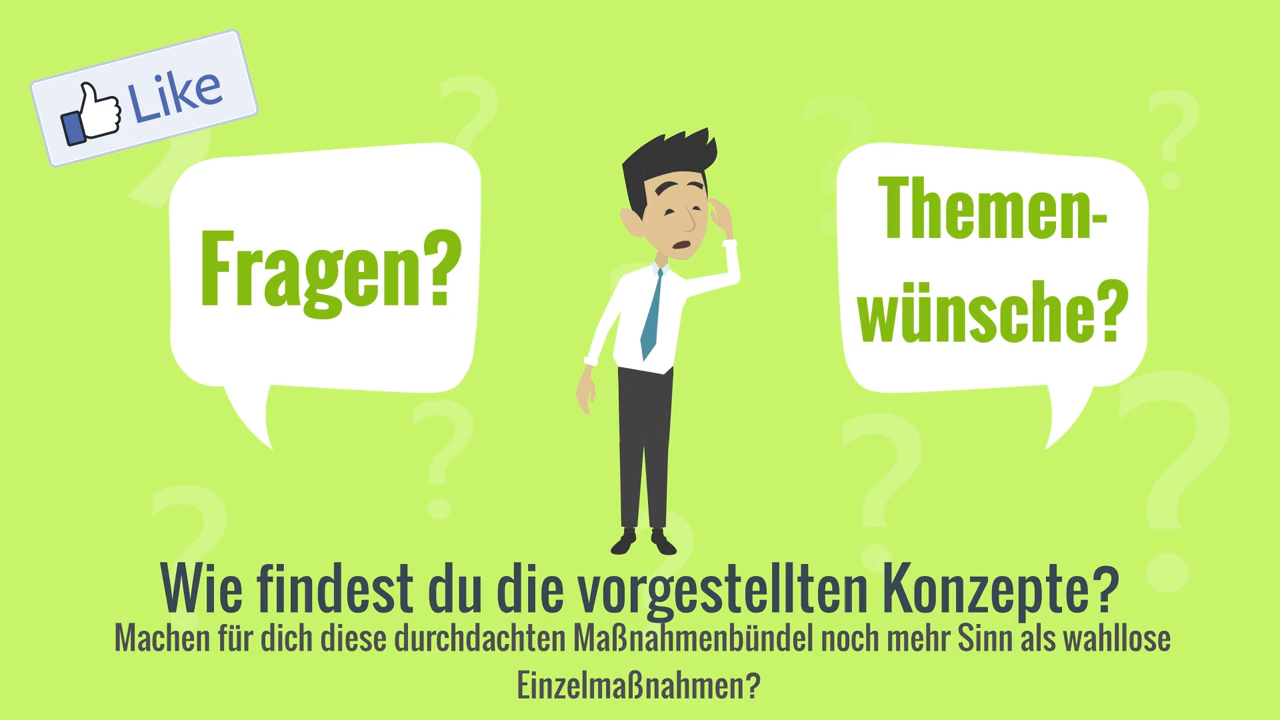 Like
Fragen?
Themen-
wünsche?
Wie findest du die vorgestellten Konzepte?
Machen für dich diese durchdachten Maßnahmenbündel noch mehr Sinn als wahllose
Einzelmaßnahmen?